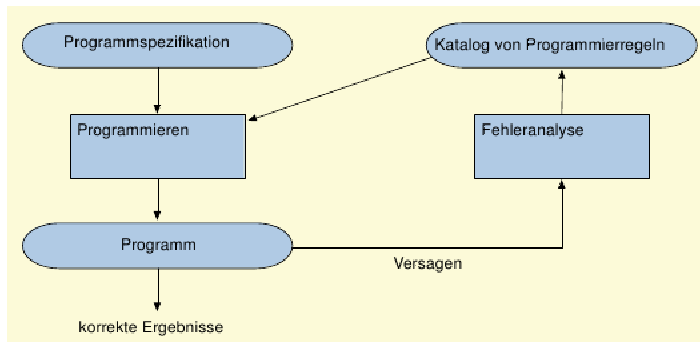 Programmspezifikation
Katalog von Programmierregeln
Programmieren
Fehleranalyse
Programm
Versagen
korrekte Ergebnisse